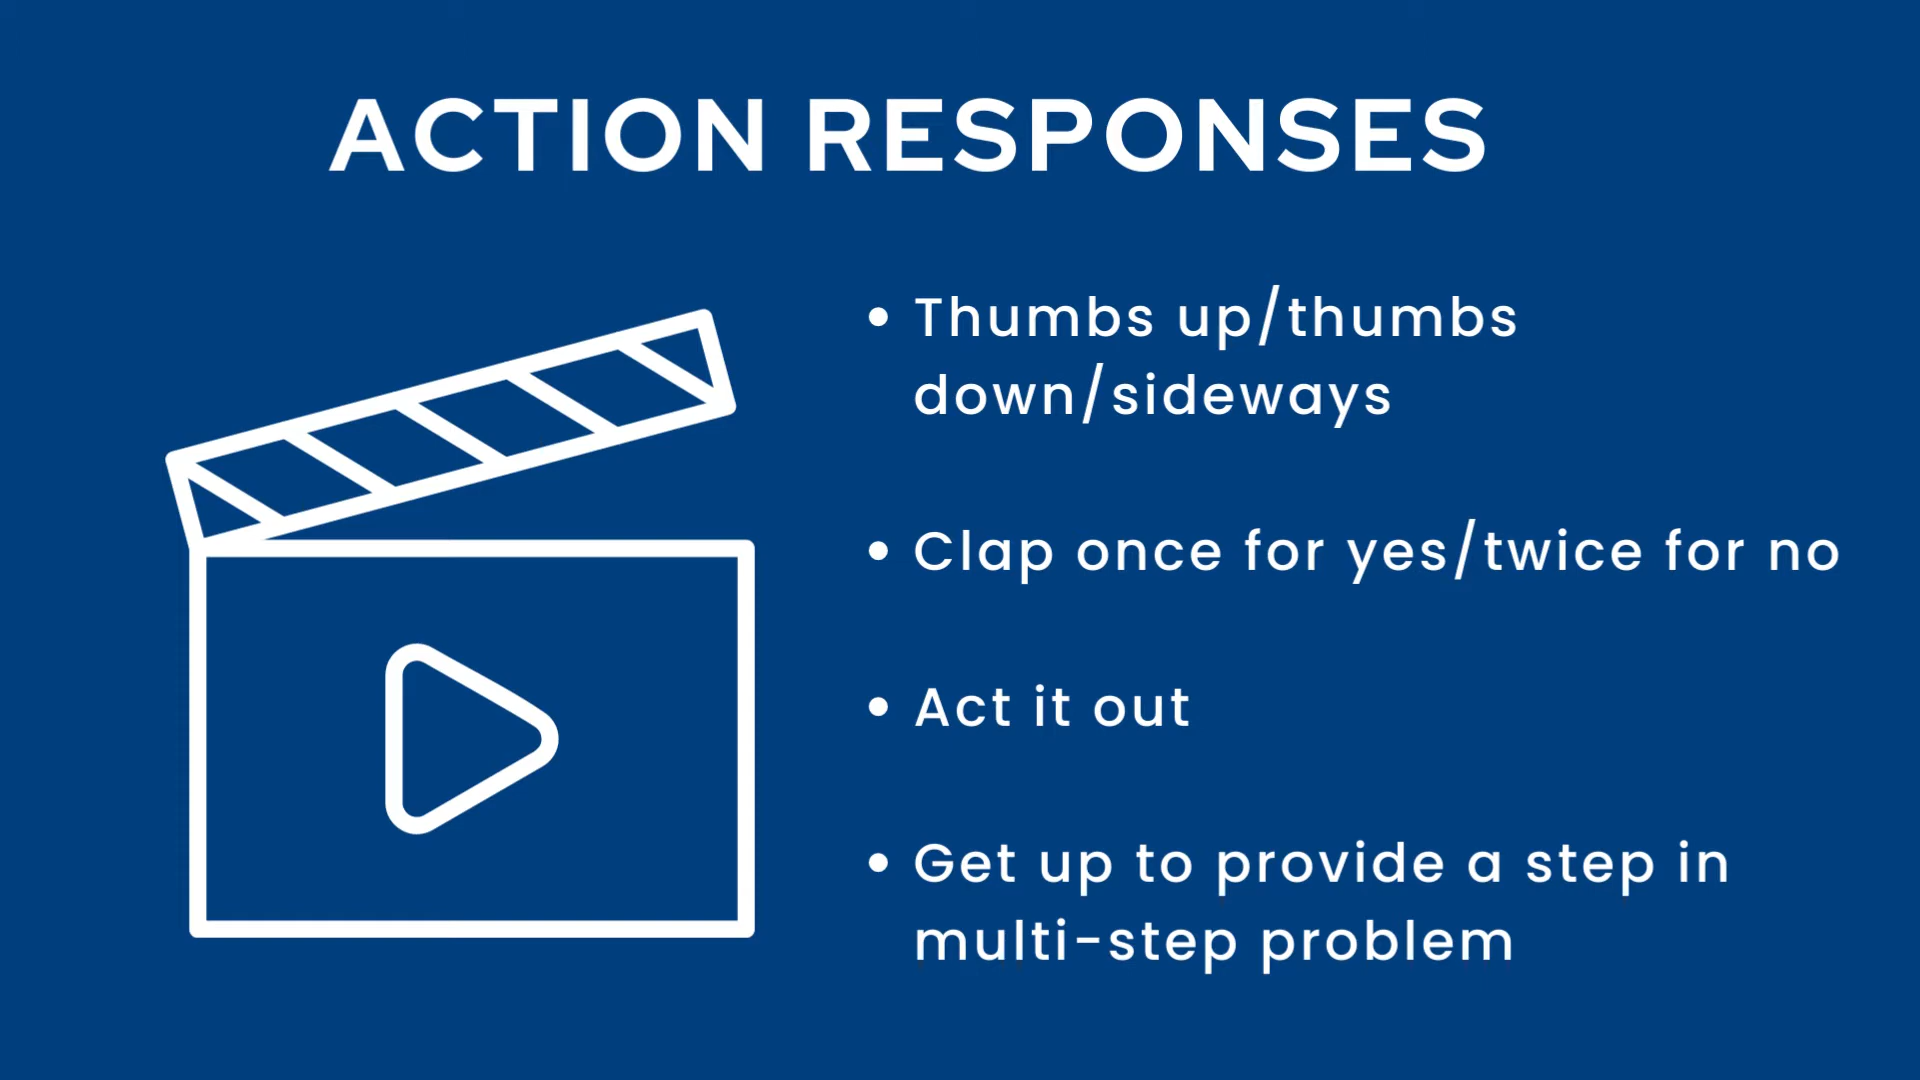 ACTION RESPONSES
• Thumbs up/thumbs
down/sideways
• Clap once for yes/twice for no
• Act it out
• Get up to provide a step in
multi-step problem